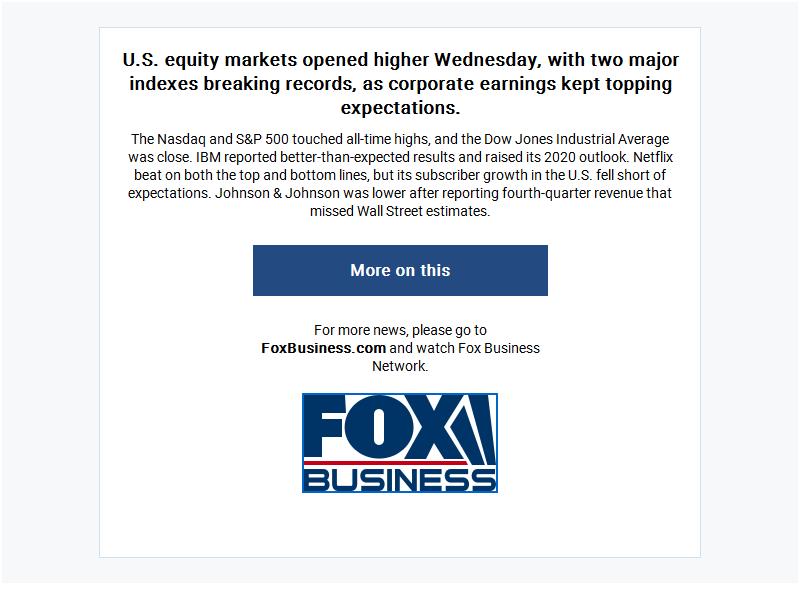 U.S. equity markets opened higher Wednesday, with two major
indexes breaking records, as corporate earnings kept topping
expectations.
The Nasdaq and S&P 500 touched all-time highs, and the Dow Jones Industrial Average
was close. IBM reported better-than-expected results and raised its 2020 outlook. Netflix
beat on both the top and bottom lines, but its subscriber growth in the U.S. fell short of
expectations. Johnson & Johnson was lower after reporting fourth-quarter revenue that
missed Wall Street estimates.
More on this
For more news, please go to
FoxBusiness.com and watch Fox Business
Network.
FOX
BUSINESS